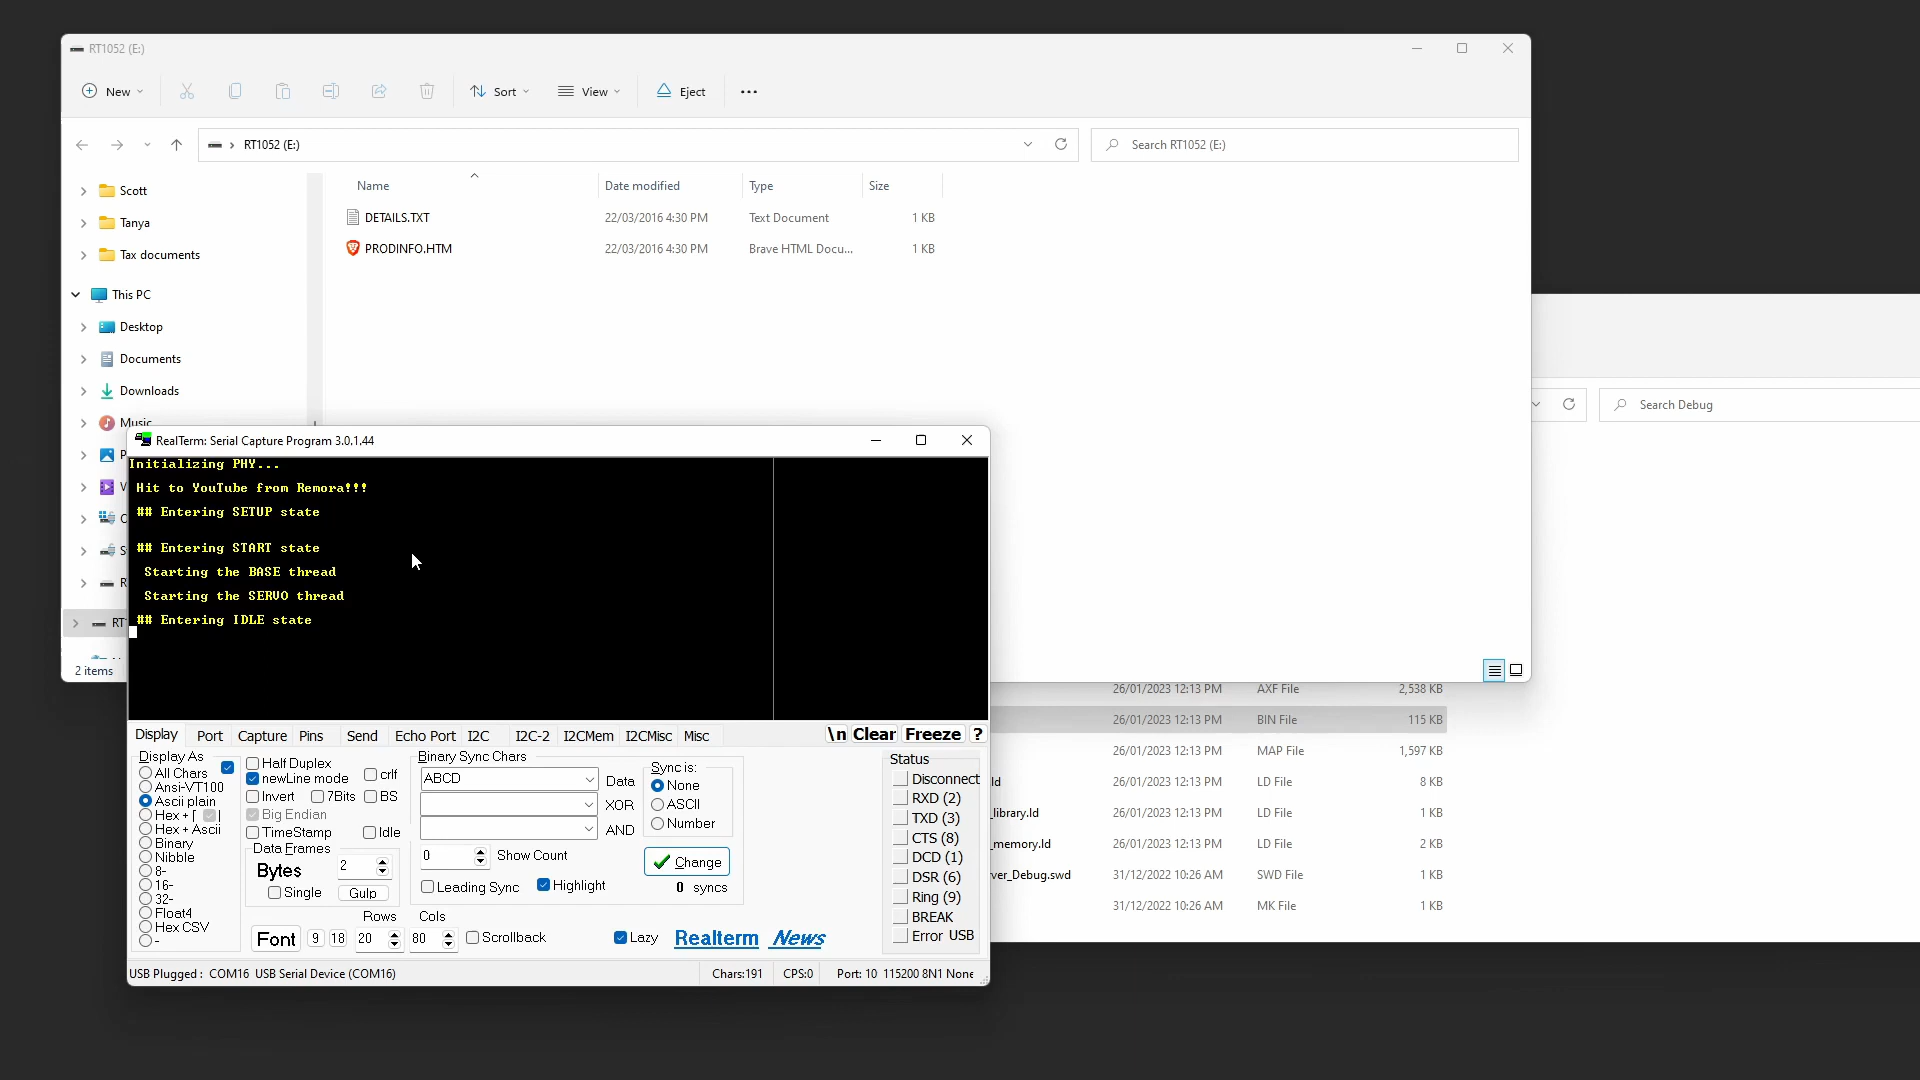 RT1052 (E:)
New
Sort
View
Eject
RT1052 (E:)
Search RT1052 (E:)
Name Date modified Type Size
DETAILS.TXT 22/03/2016 4:30 PM Text Document 1 KB
PRODINFO.HTM 22/03/2016 4:30 PM Brave HTML Docu... 1 KB
Scott
Tanya
Tax documents
This PC
Desktop
Documents
Downloads
Music
P
V
C
S
R
RT
2 items
Search Debug
26/01/2023 12:13 PM AXF File 2,538 KB
26/01/2023 12:13 PM BIN File 115 KB
26/01/2023 12:13 PM MAP File 1,597 KB
ld 26/01/2023 12:13 PM LD File 8 KB
_library.ld 26/01/2023 12:13 PM LD File 1 KB
_memory.ld 26/01/2023 12:13 PM LD File 2 KB
ver_Debug.swd 31/12/2022 10:26 AM SWD File 1 KB
31/12/2022 10:26 AM MK File 1 KB
RealTerm: Serial Capture Program 3.0.1.44
Initializing PHY...
Hit to YouTube from Remora!!!
## Entering SETUP state
## Entering START state
Starting the BASE thread
Starting the SERVO thread
## Entering IDLE state
Display Port Capture Pins Send Echo Port I2C I2C-2 I2CMem I2CMisc Misc \n Clear Freeze ?
Display As
All Chars
Ansi-VT100
Ascii plain
Hex + [ ]
Hex + Ascii
Binary
Nibble
8-
16-
32-
Float4
Hex CSV
-
Half Duplex
newLine mode crlf
Invert 7Bits BS
Big Endian
TimeStamp Idle
Data Frames
Bytes 2
Single Gulp
Rows Cols
Font 9 18 20 80 Scrollback
Binary Sync Chars
ABCD Data
XOR
AND
0 Show Count
Leading Sync Highlight
Sync is:
None
ASCII
Number
Change
0 syncs
Lazy Realterm News
Status
Disconnect
RXD (2)
TXD (3)
CTS (8)
DCD (1)
DSR (6)
Ring (9)
BREAK
Error USB
USB Plugged : COM16 USB Serial Device (COM16) Chars:191 CPS:0 Port: 10 115200 8N1 None